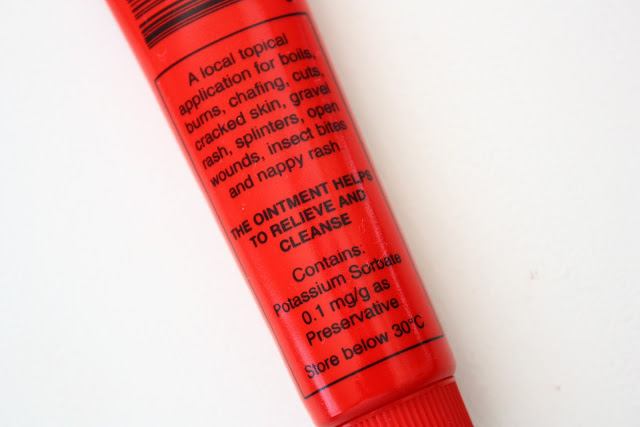 A local topical
application for boils,
burns, chafing, cuts,
cracked skin, gravel
rash, splinters, open
wounds, insect bites
and nappy rash
THE OINTMENT HELPS
TO RELIEVE AND
CLEANSE
Contains:
Potassium Sorbate
0.1 mg/g as
Preservative
Store below 30°C